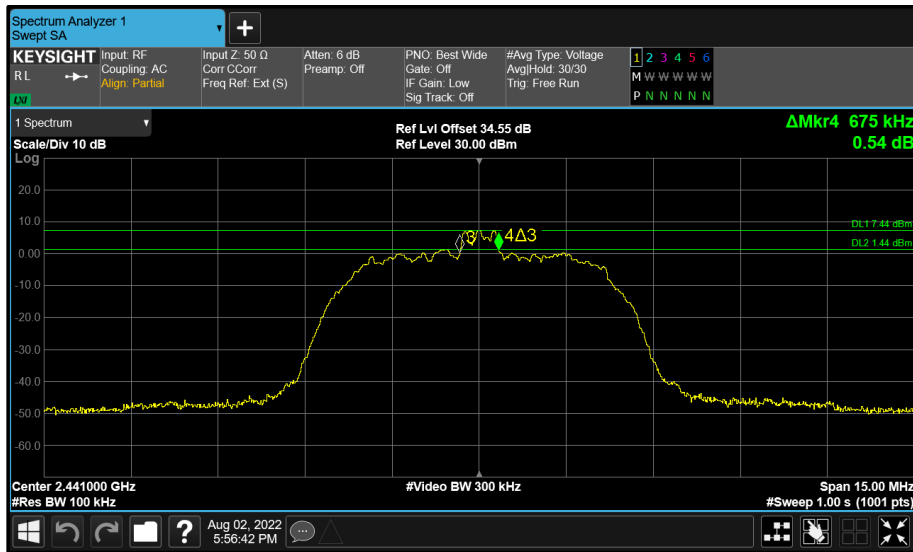 Spectrum Analyzer 1
Swept SA
+
KEYSIGHT
R L
LXI
Input: RF
Coupling: AC
Align: Partial
Input Z: 50 Ω
Corr CCorr
Freq Ref: Ext (S)
Atten: 6 dB
Preamp: Off
PNO: Best Wide
Gate: Off
IF Gain: Low
Sig Track: Off
#Avg Type: Voltage
Avg|Hold: 30/30
Trig: Free Run
1 2 3 4 5 6
M W W W W W
P N N N N N
1 Spectrum
Scale/Div 10 dB
Ref Lvl Offset 34.55 dB
Ref Level 30.00 dBm
ΔMkr4 675 kHz
0.54 dB
Log
20.0
10.0
0.00
-10.0
-20.0
-30.0
-40.0
-50.0
-60.0
3
4Δ3
DL1 7.44 dBm
DL2 1.44 dBm
Center 2.441000 GHz
#Res BW 100 kHz
#Video BW 300 kHz
Span 15.00 MHz
#Sweep 1.00 s (1001 pts)
?
Aug 02, 2022
5:56:42 PM